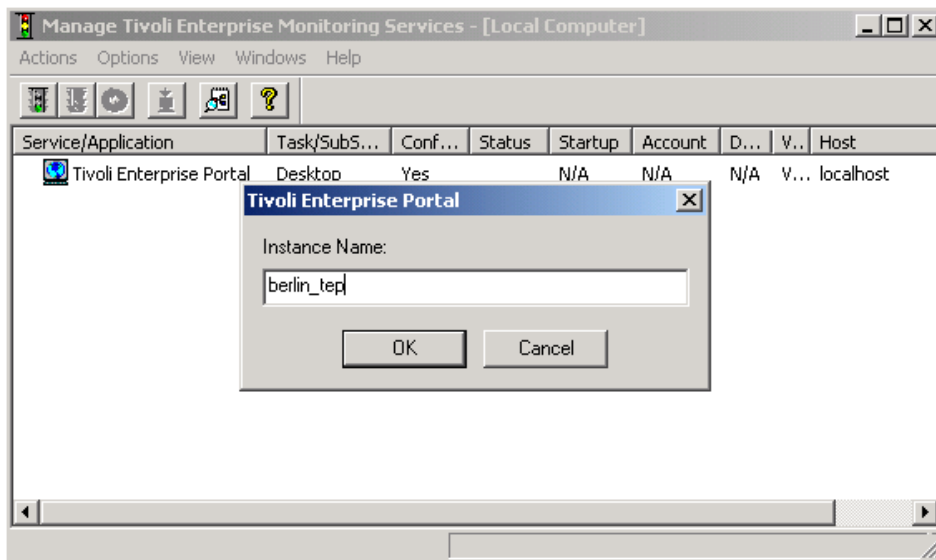 Manage Tivoli Enterprise Monitoring Services - [Local Computer]
Actions Options View Windows Help
Service/Application Task/SubS... Conf... Status Startup Account D... V.. Host
Tivoli Enterprise Portal Desktop Yes N/A N/A N/A V... localhost
Tivoli Enterprise Portal
Instance Name:
berlin_tep
OK Cancel